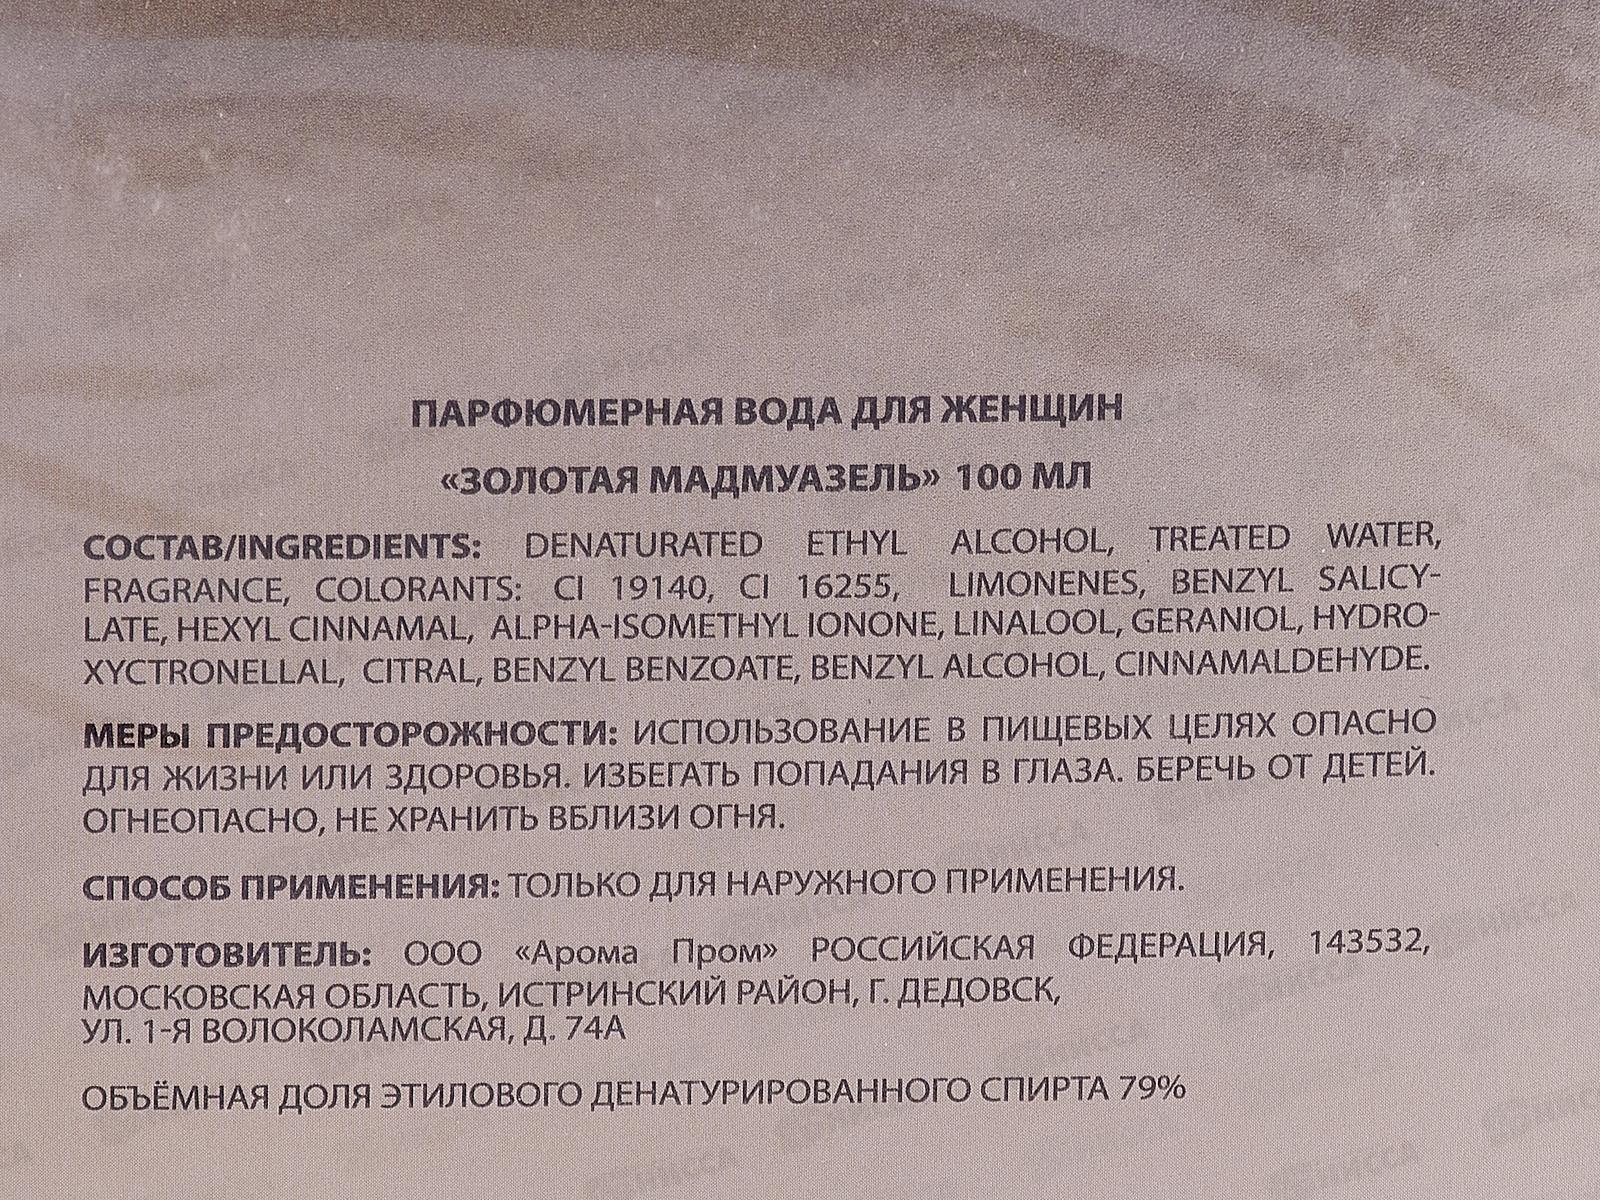 ПАРФЮМЕРНАЯ ВОДА ДЛЯ ЖЕНЩИН
«ЗОЛОТАЯ МАДМУАЗЕЛЬ» 100 МЛ
СОСТАВ/INGREDIENTS: DENATURATED ETHYL ALCOHOL, TREATED WATER,
FRAGRANCE, COLORANTS: CI 19140, CI 16255, LIMONENES, BENZYL SALICY-
LATE, HEXYL CINNAMAL, ALPHA-ISOMETHYL IONONE, LINALOOL, GERANIOL, HYDRO-
XYCTRONELLAL, CITRAL, BENZYL BENZOATE, BENZYL ALCOHOL, CINNAMALDEHYDE.
МЕРЫ ПРЕДОСТОРОЖНОСТИ: ИСПОЛЬЗОВАНИЕ В ПИЩЕВЫХ ЦЕЛЯХ ОПАСНО
ДЛЯ ЖИЗНИ ИЛИ ЗДОРОВЬЯ. ИЗБЕГАТЬ ПОПАДАНИЯ В ГЛАЗА. БЕРЕЧЬ ОТ ДЕТЕЙ.
ОГНЕОПАСНО, НЕ ХРАНИТЬ ВБЛИЗИ ОГНЯ.
СПОСОБ ПРИМЕНЕНИЯ: ТОЛЬКО ДЛЯ НАРУЖНОГО ПРИМЕНЕНИЯ.
ИЗГОТОВИТЕЛЬ: ООО «Арома Пром» РОССИЙСКАЯ ФЕДЕРАЦИЯ, 143532,
МОСКОВСКАЯ ОБЛАСТЬ, ИСТРИНСКИЙ РАЙОН, Г. ДЕДОВСК,
УЛ. 1-Я ВОЛОКОЛАМСКАЯ, Д. 74А
ОБЪЁМНАЯ ДОЛЯ ЭТИЛОВОГО ДЕНАТУРИРОВАННОГО СПИРТА 79%